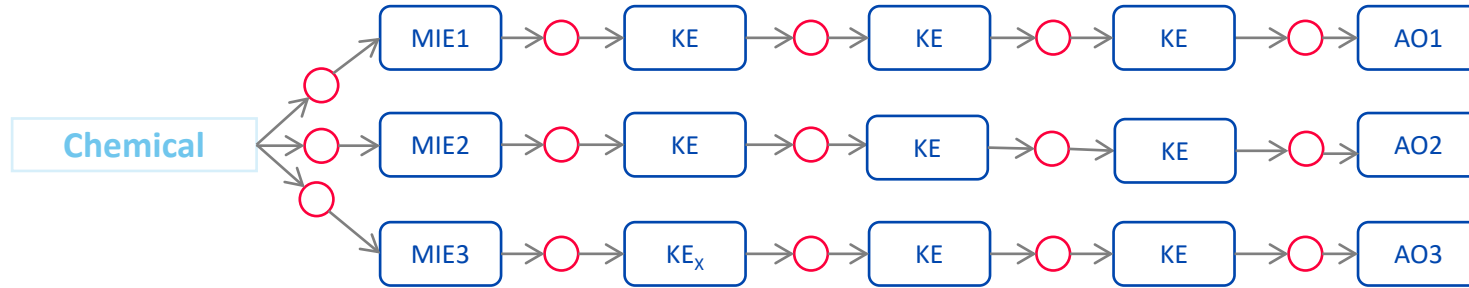 MIE1 KE KE KE AO1
Chemical
MIE2 KE KE KE AO2
MIE3 KEₓ KE KE AO3